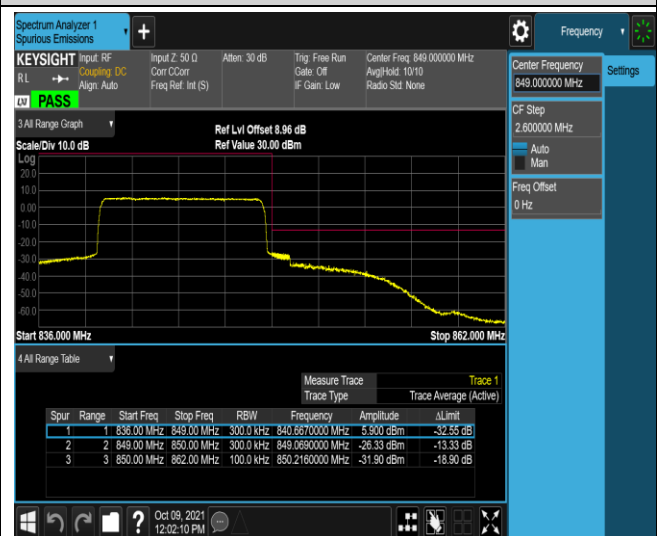 Spectrum Analyzer 1
Spurious Emissions
Frequency
KEYSIGHT
RL
Input: RF
Coupling: DC
Align: Auto
Input Z: 50 Ω
Corr CCorr
Freq Ref: Int (S)
Atten: 30 dB
Trig: Free Run
Gate: Off
IF Gain: Low
Center Freq: 849.000000 MHz
Avg|Hold: 10/10
Radio Std: None
LXI PASS
Center Frequency
849.000000 MHz
Settings
CF Step
2.600000 MHz
Auto
Man
Freq Offset
0 Hz
3 All Range Graph
Scale/Div 10.0 dB
Ref Lvl Offset 8.96 dB
Ref Value 30.00 dBm
Log
20.0
10.0
0.00
-10.0
-20.0
-30.0
-40.0
-50.0
-60.0
Start 836.000 MHz Stop 862.000 MHz
4 All Range Table
Measure Trace Trace 1
Trace Type Trace Average (Active)
Spur Range Start Freq Stop Freq RBW Frequency Amplitude ΔLimit
1 1 836.00 MHz 849.00 MHz 300.0 kHz 840.6670000 MHz 5.900 dBm -32.55 dB
2 2 849.00 MHz 850.00 MHz 300.0 kHz 849.0690000 MHz -26.33 dBm -13.33 dB
3 3 850.00 MHz 862.00 MHz 100.0 kHz 850.2160000 MHz -31.90 dBm -18.90 dB
Oct 09, 2021
12:02:10 PM